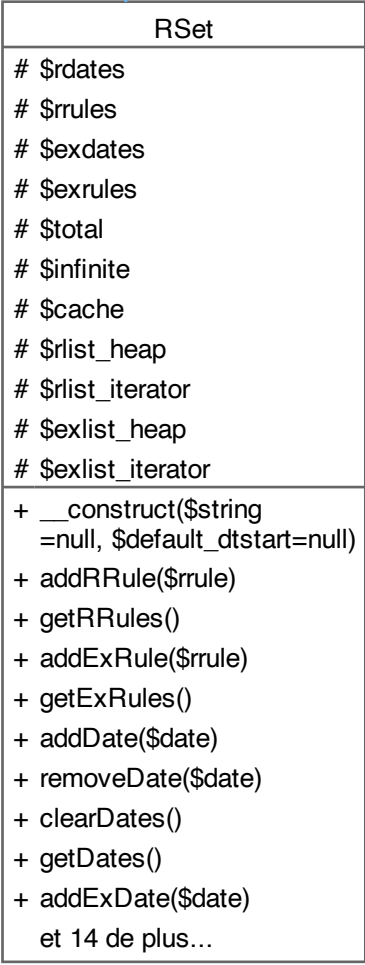 RSet
# $rdates
# $rrules
# $exdates
# $exrules
# $total
# $infinite
# $cache
# $rlist_heap
# $rlist_iterator
# $exlist_heap
# $exlist_iterator
+ __construct($string
=null, $default_dtstart=null)
+ addRRule($rrule)
+ getRRules()
+ addExRule($rrule)
+ getExRules()
+ addDate($date)
+ removeDate($date)
+ clearDates()
+ getDates()
+ addExDate($date)
et 14 de plus...